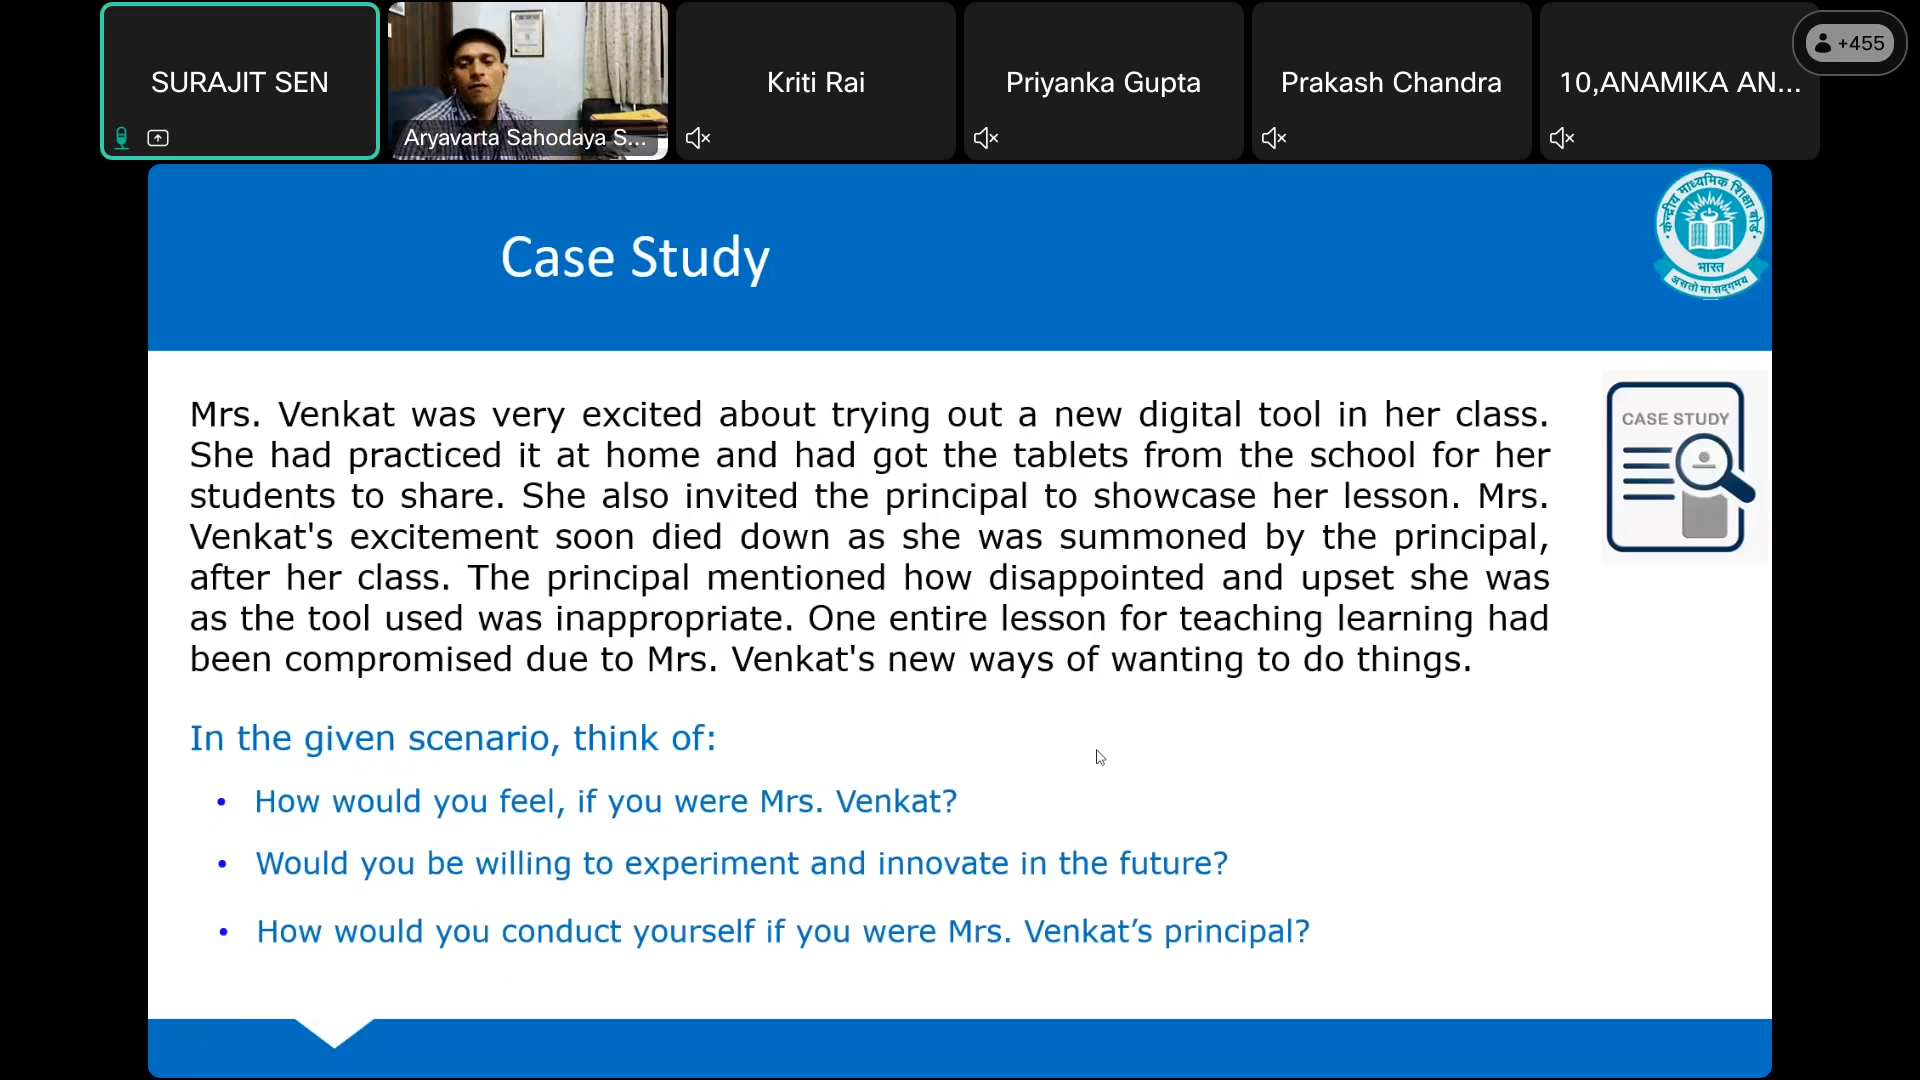 SURAJIT SEN
Aryavarta Sahodaya S...
Kriti Rai
Priyanka Gupta
Prakash Chandra
10,ANAMIKA AN...
+455
Case Study
केन्द्रीय माध्यमिक शिक्षा बोर्ड
भारत
असतो मा सद्गमय
Mrs. Venkat was very excited about trying out a new digital tool in her class.
She had practiced it at home and had got the tablets from the school for her
students to share. She also invited the principal to showcase her lesson. Mrs.
Venkat's excitement soon died down as she was summoned by the principal,
after her class. The principal mentioned how disappointed and upset she was
as the tool used was inappropriate. One entire lesson for teaching learning had
been compromised due to Mrs. Venkat's new ways of wanting to do things.
CASE STUDY
In the given scenario, think of:
• How would you feel, if you were Mrs. Venkat?
• Would you be willing to experiment and innovate in the future?
• How would you conduct yourself if you were Mrs. Venkat’s principal?